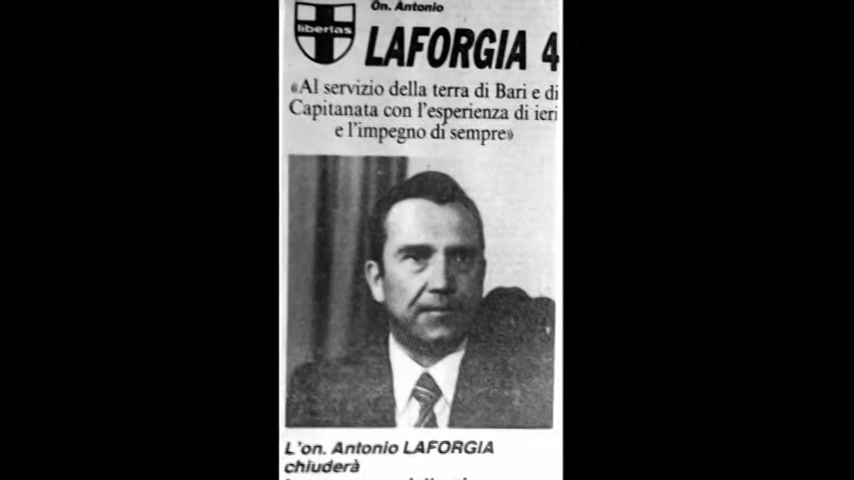 On. Antonio
libertas
LAFORGIA 4
«Al servizio della terra di Bari e di
Capitanata con l'esperienza di ieri
e l'impegno di sempre»
L'on. Antonio LAFORGIA
chiuderà